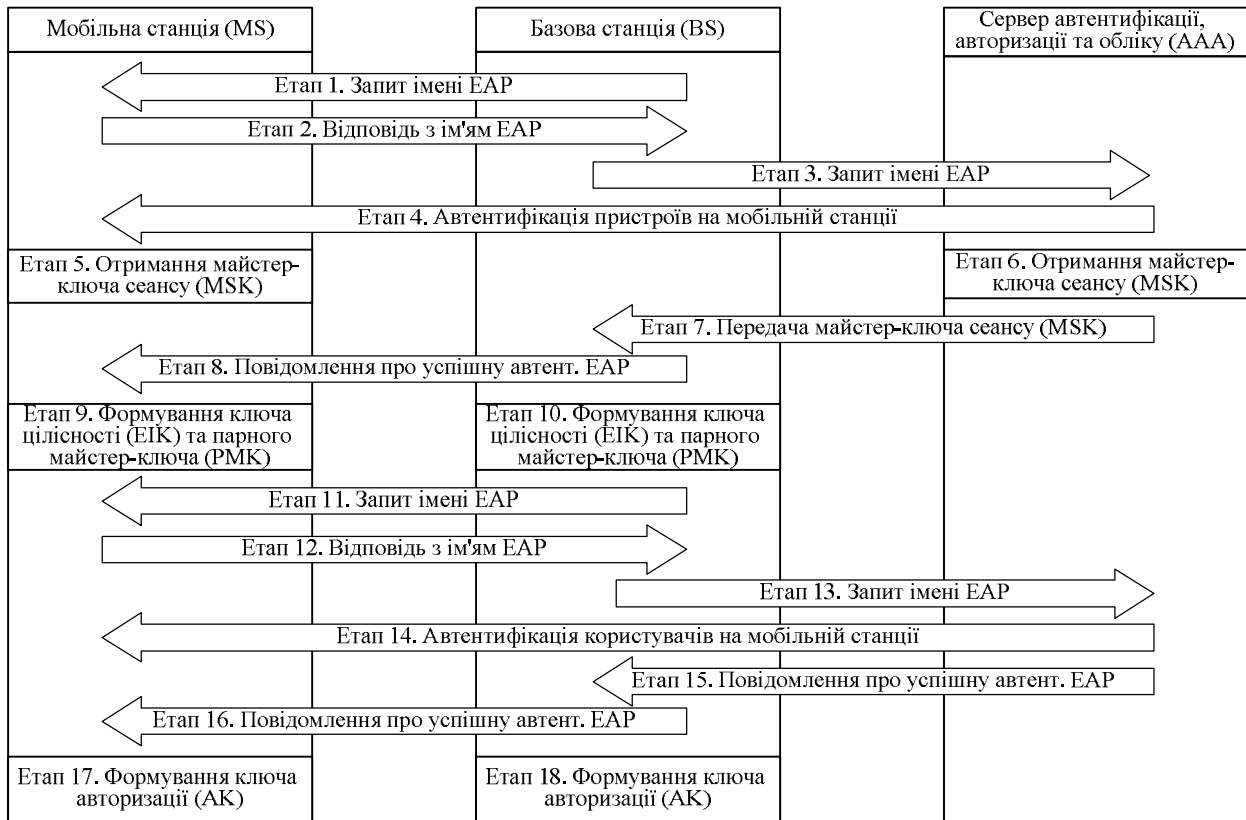 Мобільна станція (MS)
Базова станція (BS)
Сервер автентифікації,
авторизації та обліку (AAA)
Етап 1. Запит імені EAP
Етап 2. Відповідь з ім'ям EAP
Етап 3. Запит імені EAP
Етап 4. Автентифікація пристроїв на мобільній станції
Етап 5. Отримання майстер-
ключа сеансу (MSK)
Етап 6. Отримання майстер-
ключа сеансу (MSK)
Етап 7. Передача майстер-ключа сеансу (MSK)
Етап 8. Повідомлення про успішну автент. EAP
Етап 9. Формування ключа
цілісності (EIK) та парного
майстер-ключа (PMK)
Етап 10. Формування ключа
цілісності (EIK) та парного
майстер-ключа (PMK)
Етап 11. Запит імені EAP
Етап 12. Відповідь з ім'ям EAP
Етап 13. Запит імені EAP
Етап 14. Автентифікація користувачів на мобільній станції
Етап 15. Повідомлення про успішну автент. EAP
Етап 16. Повідомлення про успішну автент. EAP
Етап 17. Формування ключа
авторизації (AK)
Етап 18. Формування ключа
авторизації (AK)